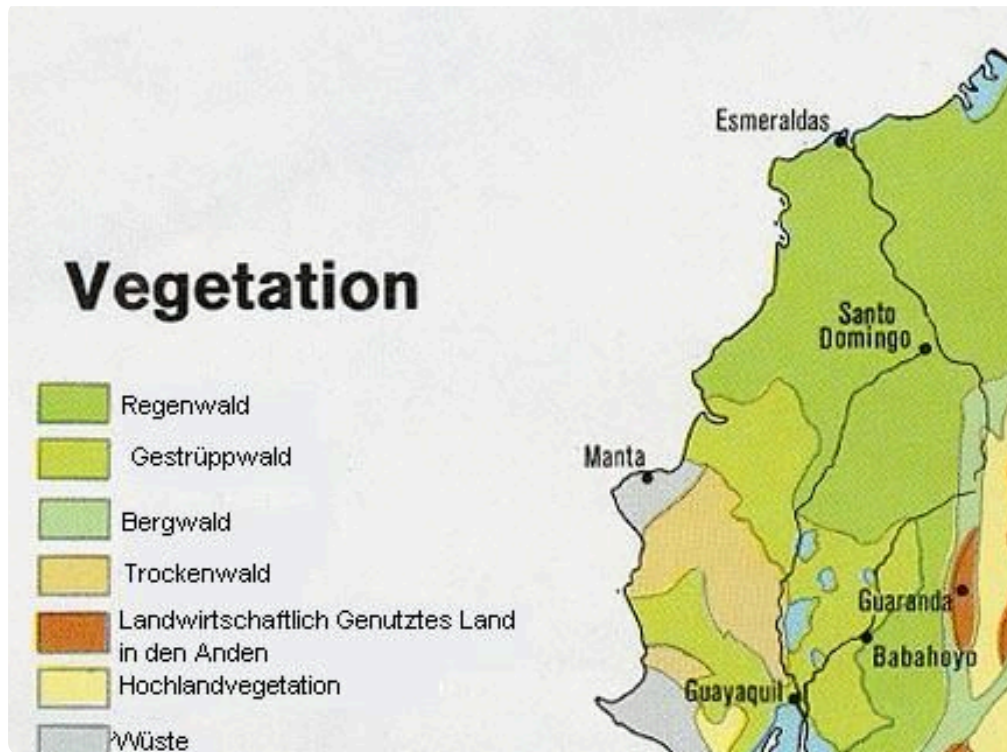 Esmeraldas
Vegetation
Santo
Domingo
Regenwald
Gestrüppwald
Manta
Bergwald
Trockenwald
Landwirtschaftlich Genutztes Land
in den Anden
Guaranda
Babahoyo
Hochlandvegetation
Guayaquil
Wüste